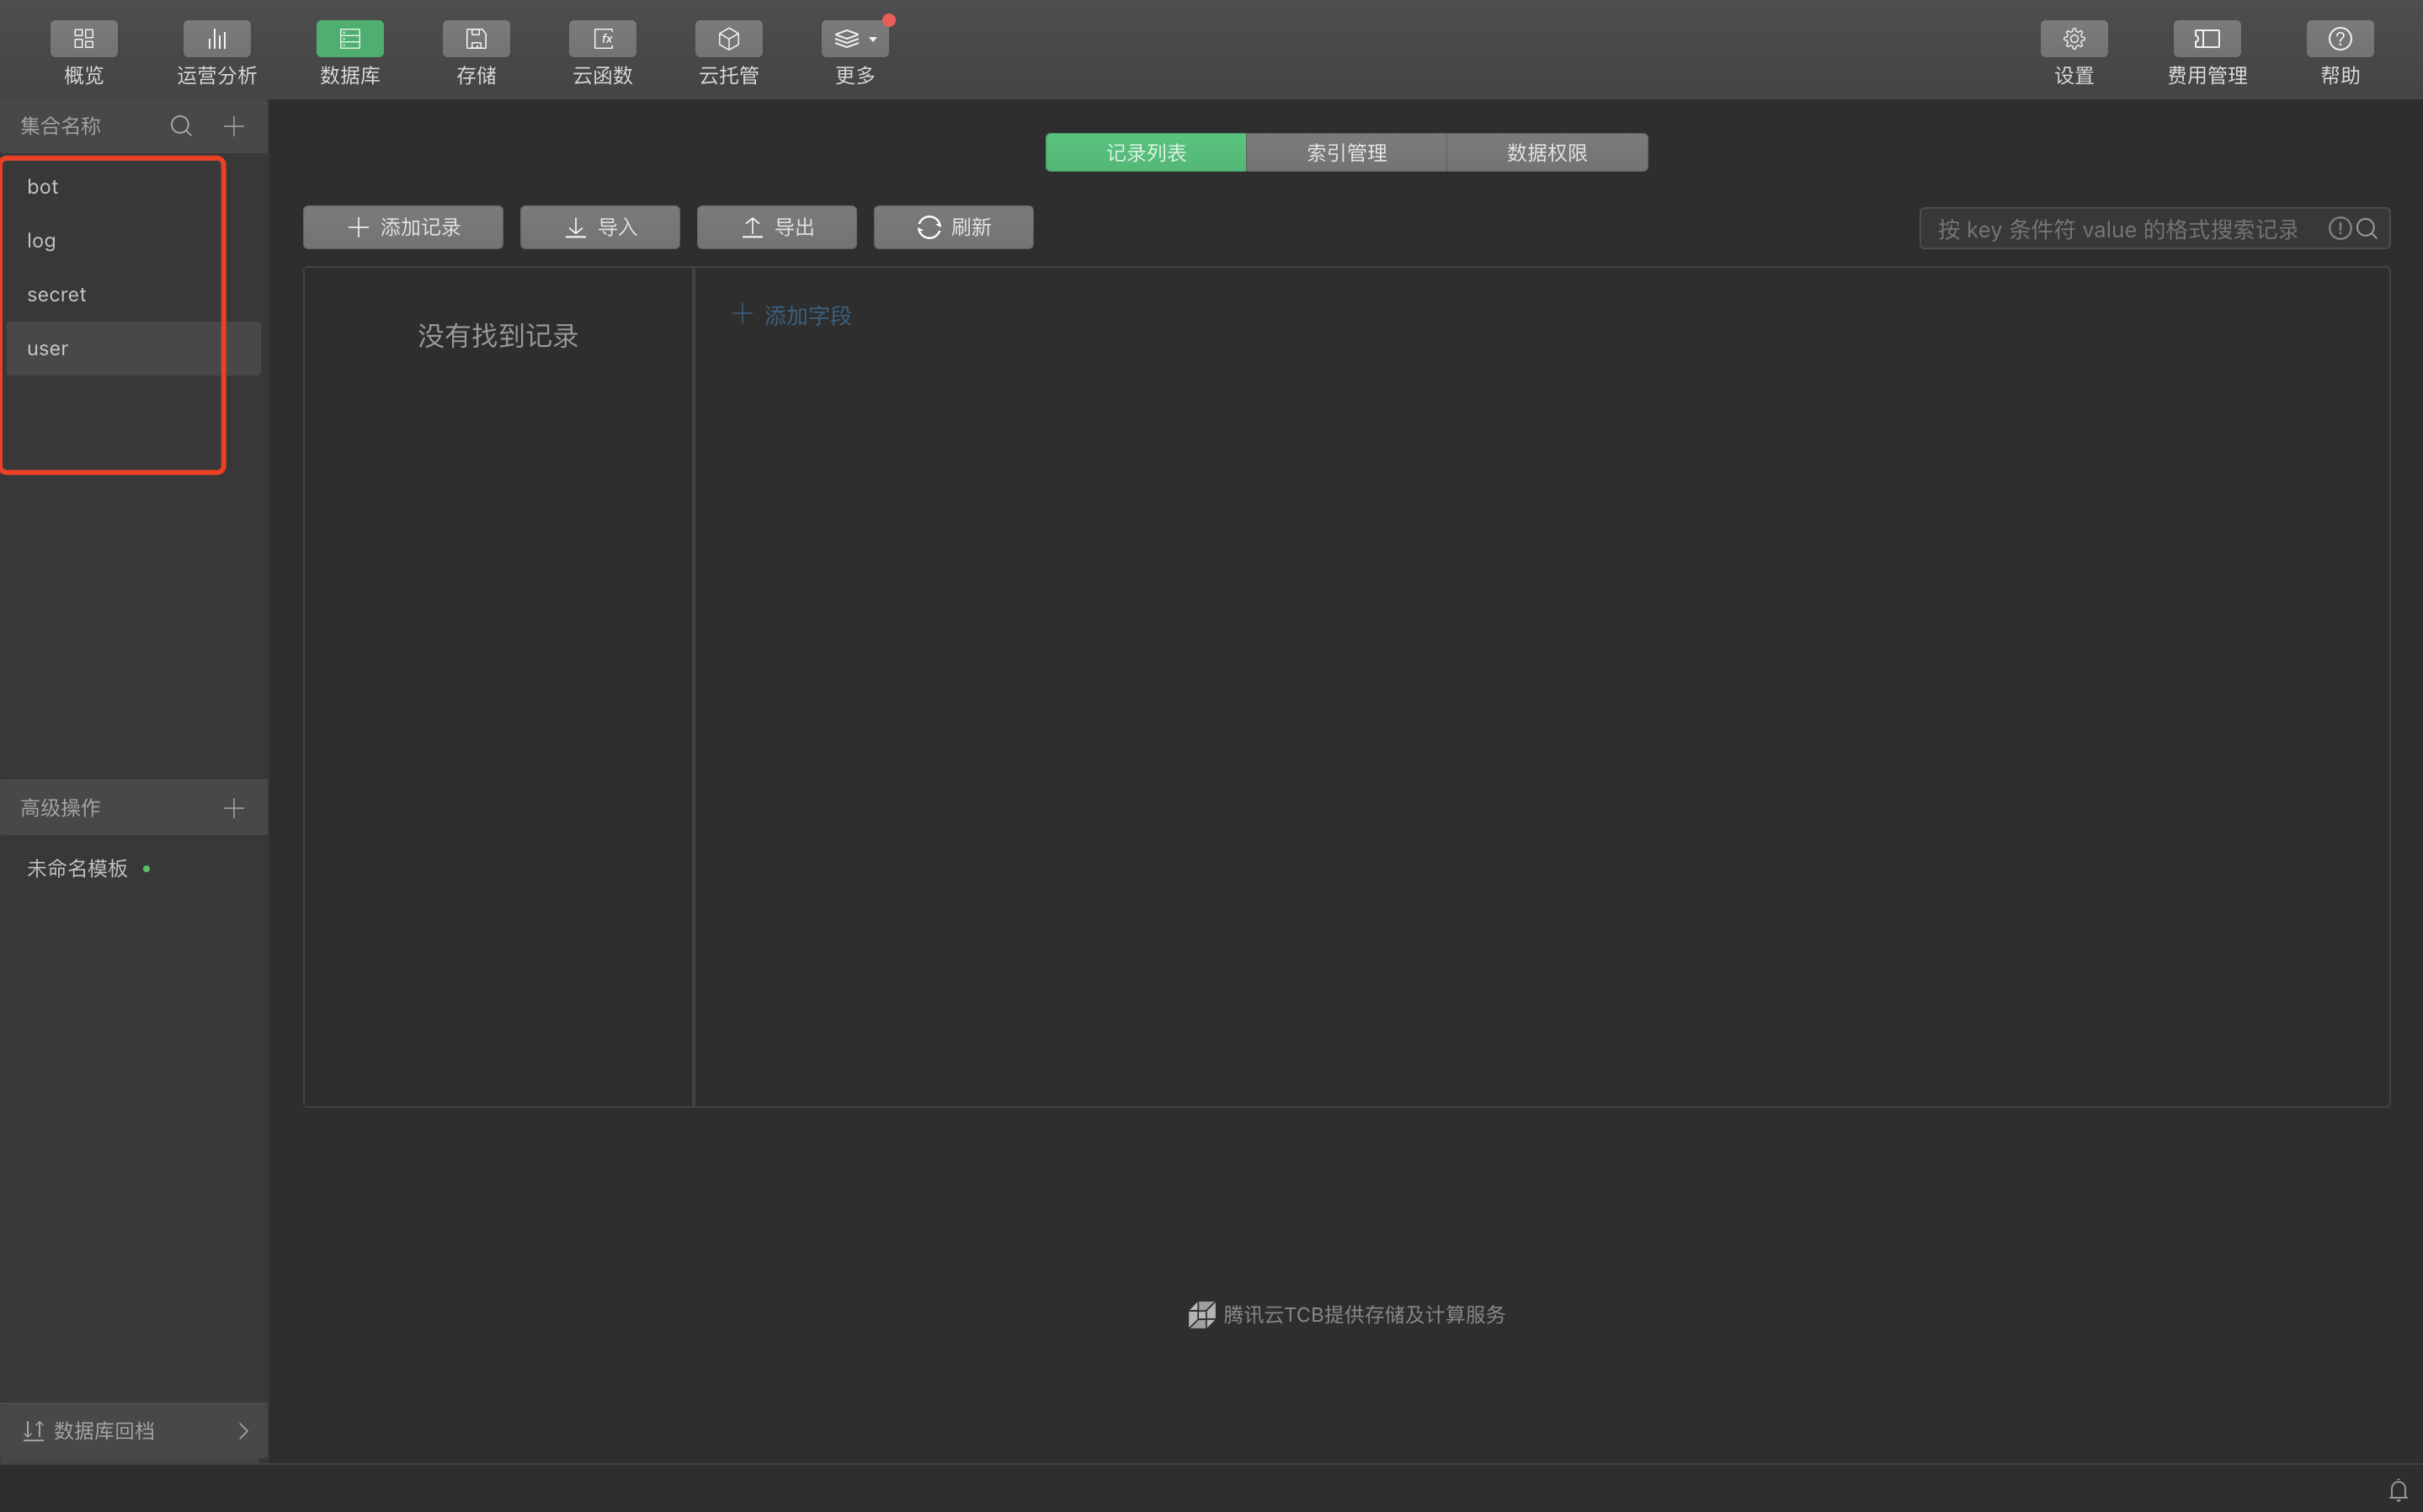 概览
运营分析
数据库
存储
云函数
云托管
更多
设置
费用管理
帮助
集合名称
bot
log
secret
user
记录列表
索引管理
数据权限
添加记录
导入
导出
刷新
按 key 条件符 value 的格式搜索记录
没有找到记录
添加字段
高级操作
未命名模板
腾讯云TCB提供存储及计算服务
数据库回档